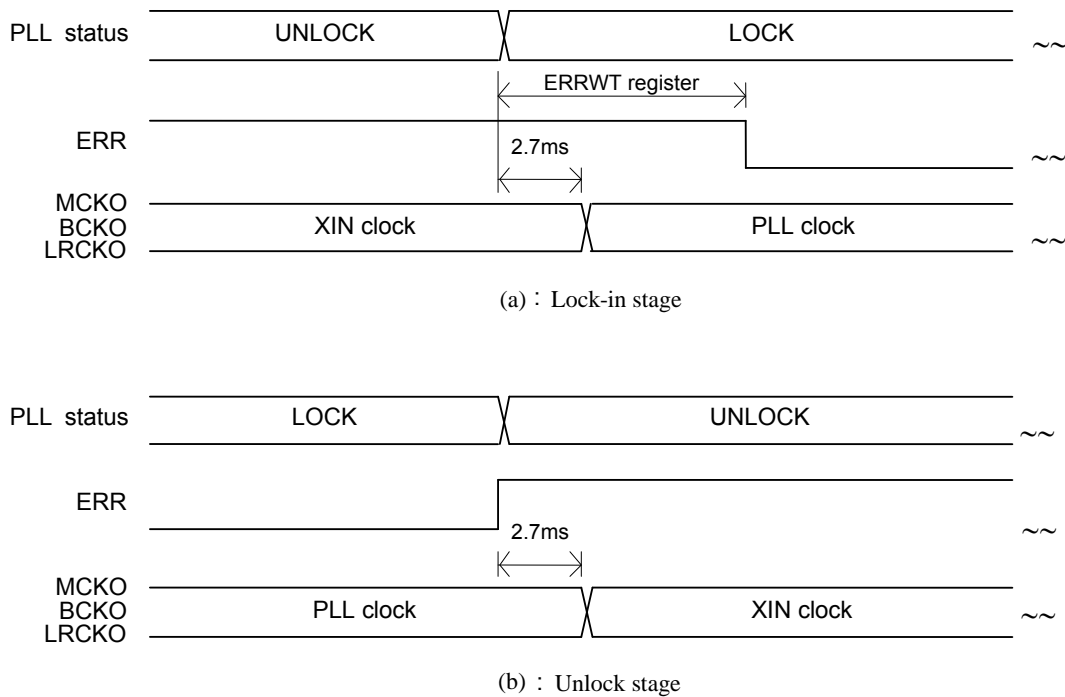 PLL status UNLOCK LOCK ~~
ERRWT register
ERR ~~
2.7ms
MCKO
BCKO XIN clock PLL clock ~~
LRCKO
(a)：Lock-in stage
PLL status LOCK UNLOCK ~~
ERR ~~
2.7ms
MCKO
BCKO PLL clock XIN clock ~~
LRCKO
(b)：Unlock stage